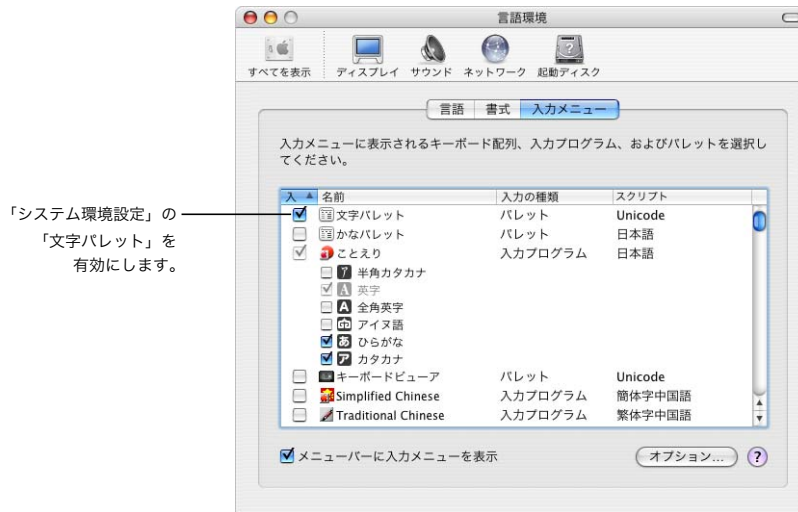 言語環境
すべてを表示 ディスプレイ サウンド ネットワーク 起動ディスク
言語 書式 入力メニュー
入力メニューに表示されるキーボード配列、入力プログラム、およびパレットを選択し
てください。
入 名前 入力の種類 スクリプト
文字パレット パレット Unicode
かなパレット パレット 日本語
ことえり 入力プログラム 日本語
半角カタカナ
英字
全角英字
アイヌ語
ひらがな
カタカナ
キーボードビューア パレット Unicode
Simplified Chinese 入力プログラム 簡体字中国語
Traditional Chinese 入力プログラム 繁体字中国語
メニューバーに入力メニューを表示 オプション... ?
「システム環境設定」の
「文字パレット」を
有効にします。